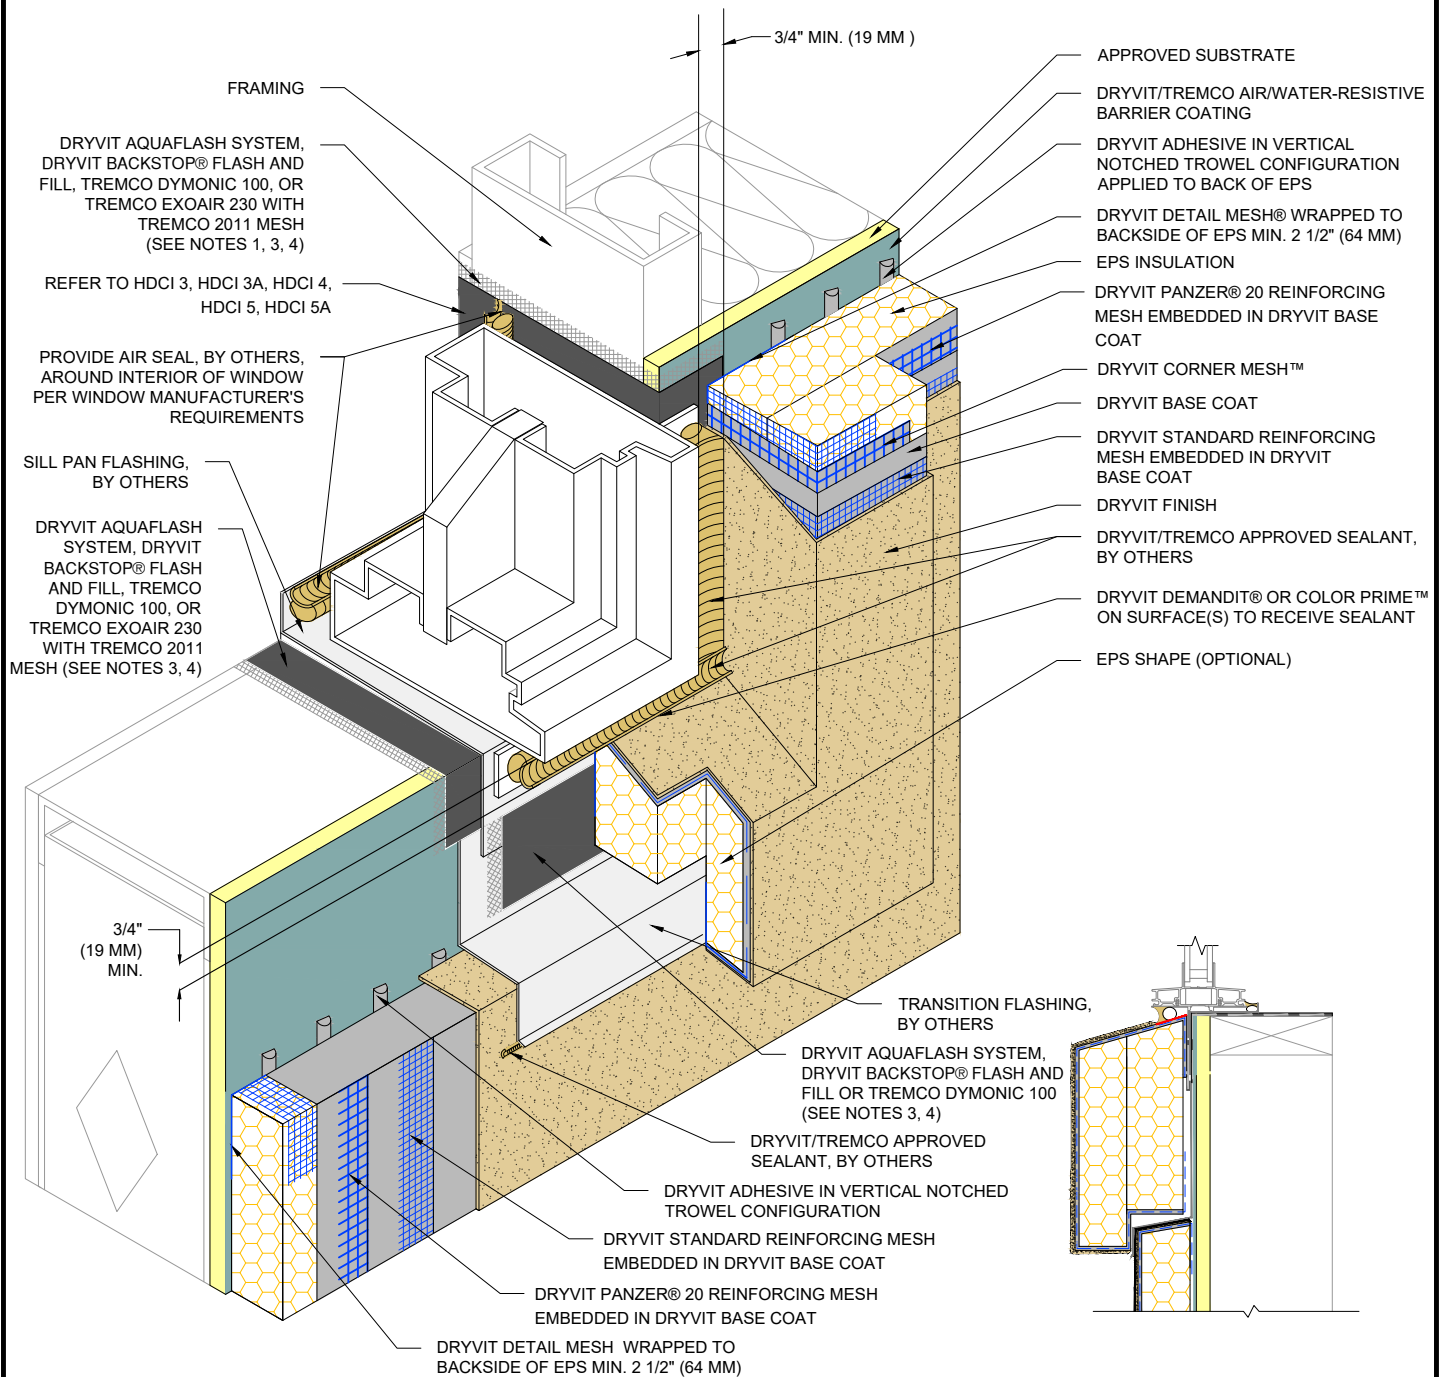 3/4" MIN. (19 MM )
FRAMING
DRYVIT AQUAFLASH SYSTEM,
DRYVIT BACKSTOP® FLASH AND
FILL, TREMCO DYMONIC 100, OR
TREMCO EXOAIR 230 WITH
TREMCO 2011 MESH
(SEE NOTES 1, 3, 4)
REFER TO HDCI 3, HDCI 3A, HDCI 4,
HDCI 5, HDCI 5A
PROVIDE AIR SEAL, BY OTHERS,
AROUND INTERIOR OF WINDOW
PER WINDOW MANUFACTURER'S
REQUIREMENTS
SILL PAN FLASHING,
BY OTHERS
DRYVIT AQUAFLASH
SYSTEM, DRYVIT
BACKSTOP® FLASH
AND FILL, TREMCO
DYMONIC 100, OR
TREMCO EXOAIR 230
WITH TREMCO 2011
MESH (SEE NOTES 3, 4)
3/4"
(19 MM)
MIN.
APPROVED SUBSTRATE
DRYVIT/TREMCO AIR/WATER-RESISTIVE
BARRIER COATING
DRYVIT ADHESIVE IN VERTICAL
NOTCHED TROWEL CONFIGURATION
APPLIED TO BACK OF EPS
DRYVIT DETAIL MESH® WRAPPED TO
BACKSIDE OF EPS MIN. 2 1/2" (64 MM)
EPS INSULATION
DRYVIT PANZER® 20 REINFORCING
MESH EMBEDDED IN DRYVIT BASE
COAT
DRYVIT CORNER MESH™
DRYVIT BASE COAT
DRYVIT STANDARD REINFORCING
MESH EMBEDDED IN DRYVIT
BASE COAT
DRYVIT FINISH
DRYVIT/TREMCO APPROVED SEALANT,
BY OTHERS
DRYVIT DEMANDIT® OR COLOR PRIME™
ON SURFACE(S) TO RECEIVE SEALANT
EPS SHAPE (OPTIONAL)
TRANSITION FLASHING,
BY OTHERS
DRYVIT AQUAFLASH SYSTEM,
DRYVIT BACKSTOP® FLASH AND
FILL OR TREMCO DYMONIC 100
(SEE NOTES 3, 4)
DRYVIT/TREMCO APPROVED
SEALANT, BY OTHERS
DRYVIT ADHESIVE IN VERTICAL NOTCHED
TROWEL CONFIGURATION
DRYVIT STANDARD REINFORCING MESH
EMBEDDED IN DRYVIT BASE COAT
DRYVIT PANZER® 20 REINFORCING MESH
EMBEDDED IN DRYVIT BASE COAT
DRYVIT DETAIL MESH WRAPPED TO
BACKSIDE OF EPS MIN. 2 1/2" (64 MM)